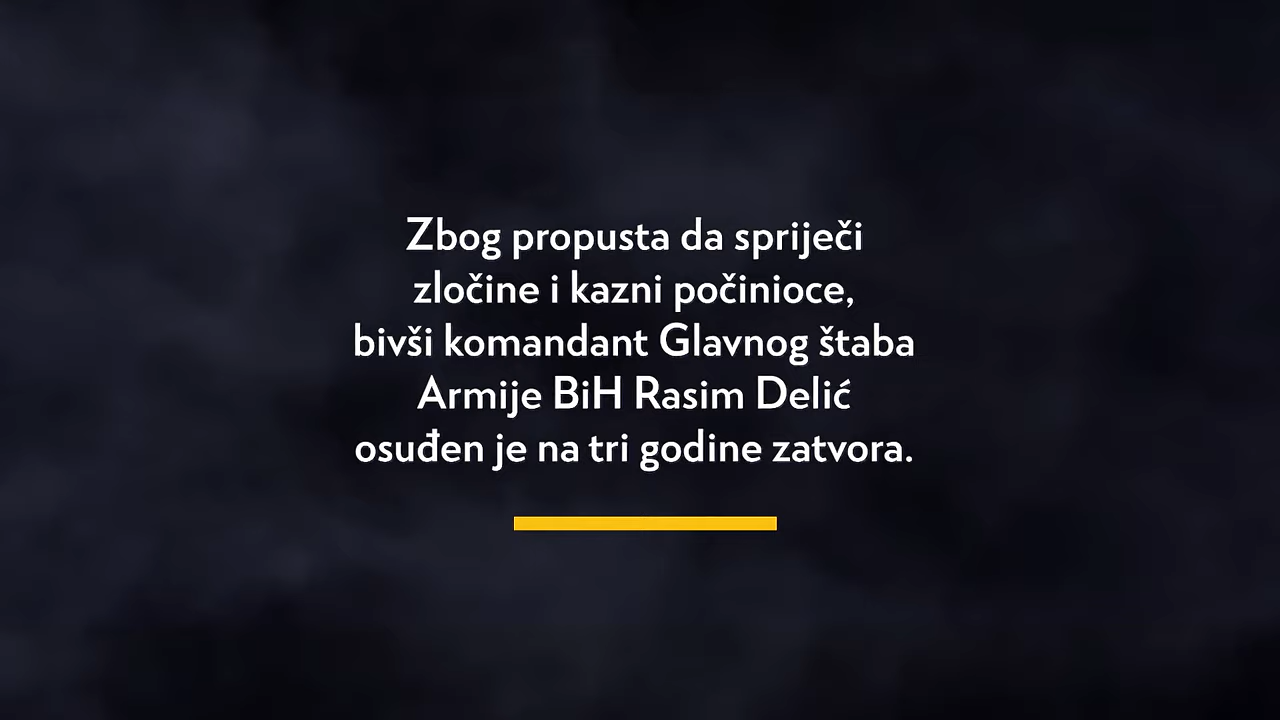 Zbog propusta da spriječi
zločine i kazni počinioce,
bivši komandant Glavnog štaba
Armije BiH Rasim Delić
osuđen je na tri godine zatvora.